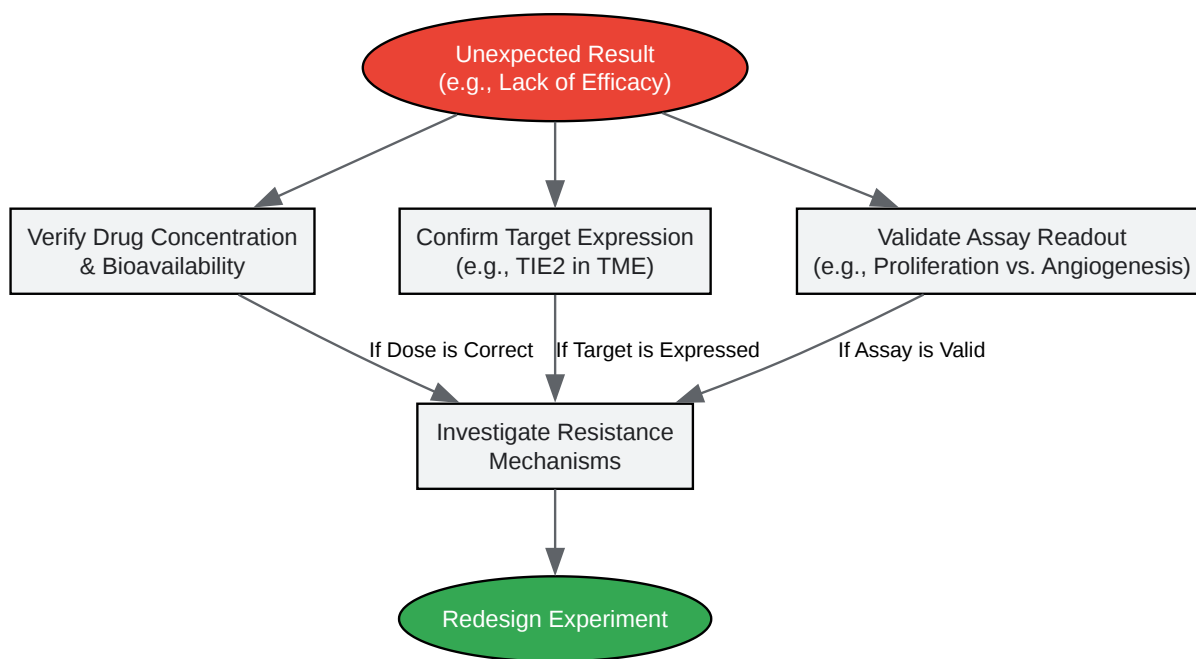 Unexpected Result
(e.g., Lack of Efficacy)
Verify Drug Concentration
& Bioavailability
Confirm Target Expression
(e.g., TIE2 in TME)
Validate Assay Readout
(e.g., Proliferation vs. Angiogenesis)
If Dose is Correct
If Target is Expressed
If Assay is Valid
Investigate Resistance
Mechanisms
Redesign Experiment